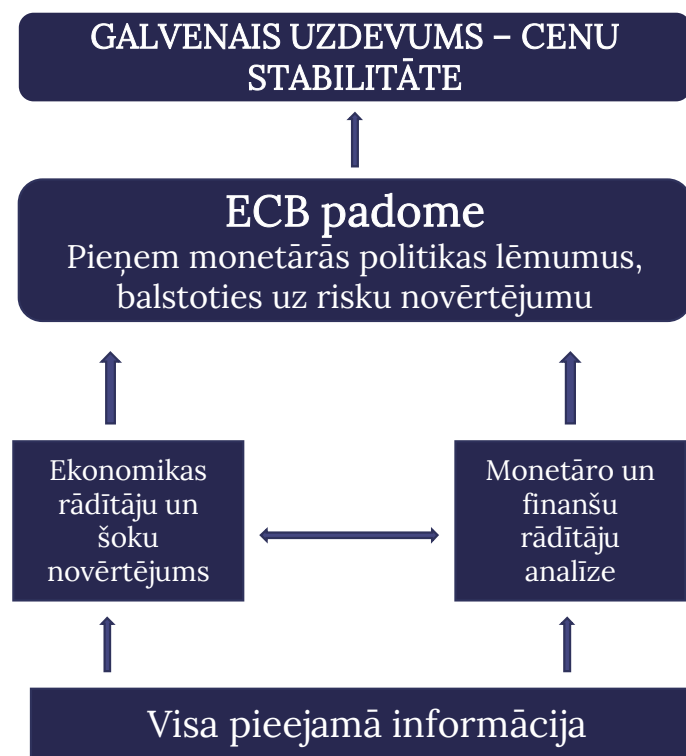 GALVENAIS UZDEVUMS – CENU
STABILITĀTE
ECB padome
Pieņem monetārās politikas lēmumus,
balstoties uz risku novērtējumu
Ekonomikas
rādītāju un
šoku
novērtējums
Monetāro un
finanšu
rādītāju
analīze
Visa pieejamā informācija